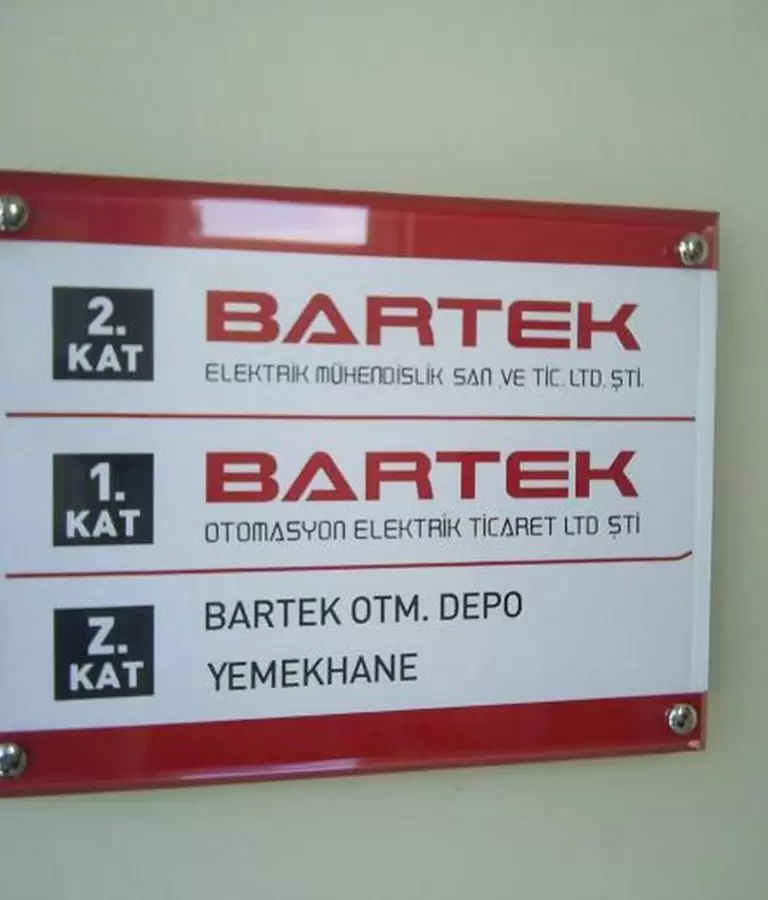 2. KAT
BARTEK
ELEKTRİK MÜHENDİSLİK SAN .VE TİC. LTD. ŞTİ.
1. KAT
BARTEK
OTOMASYON ELEKTRİK TİCARET LTD ŞTİ
Z. KAT
BARTEK OTM. DEPO
YEMEKHANE